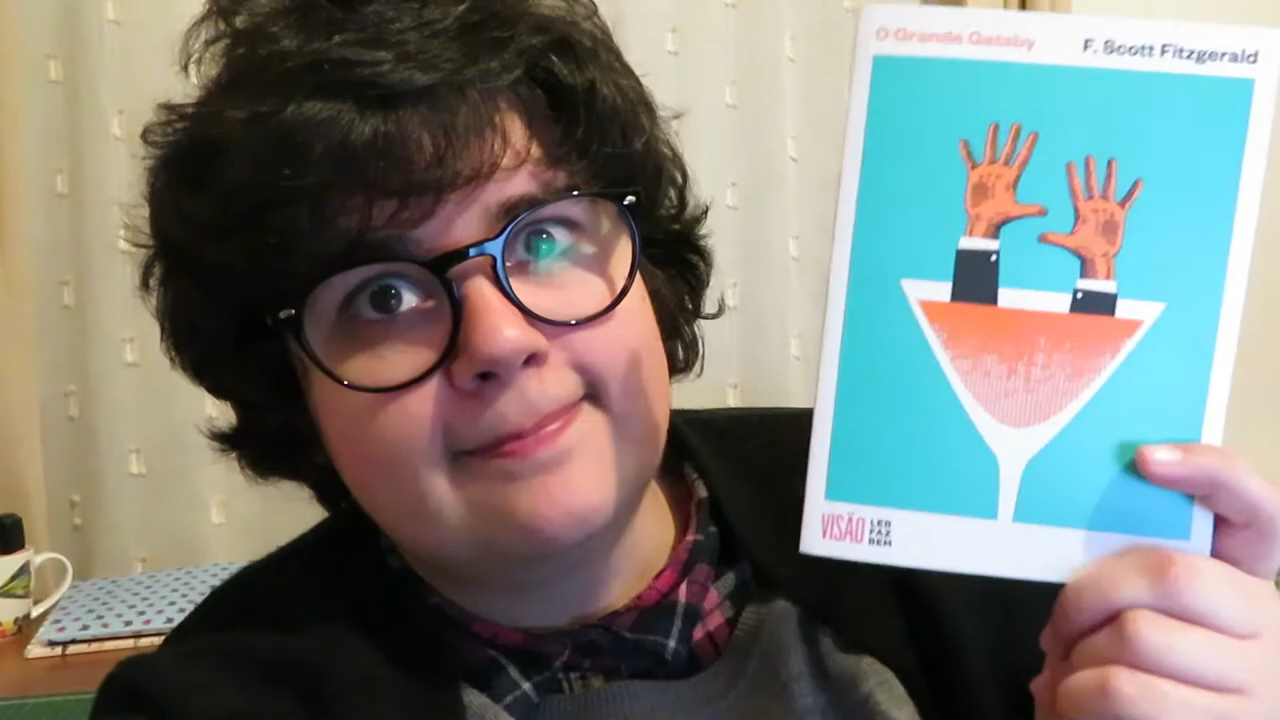 O Grande Gatsby
F. Scott Fitzgerald
VISÃO
LER
FAZ
BEM